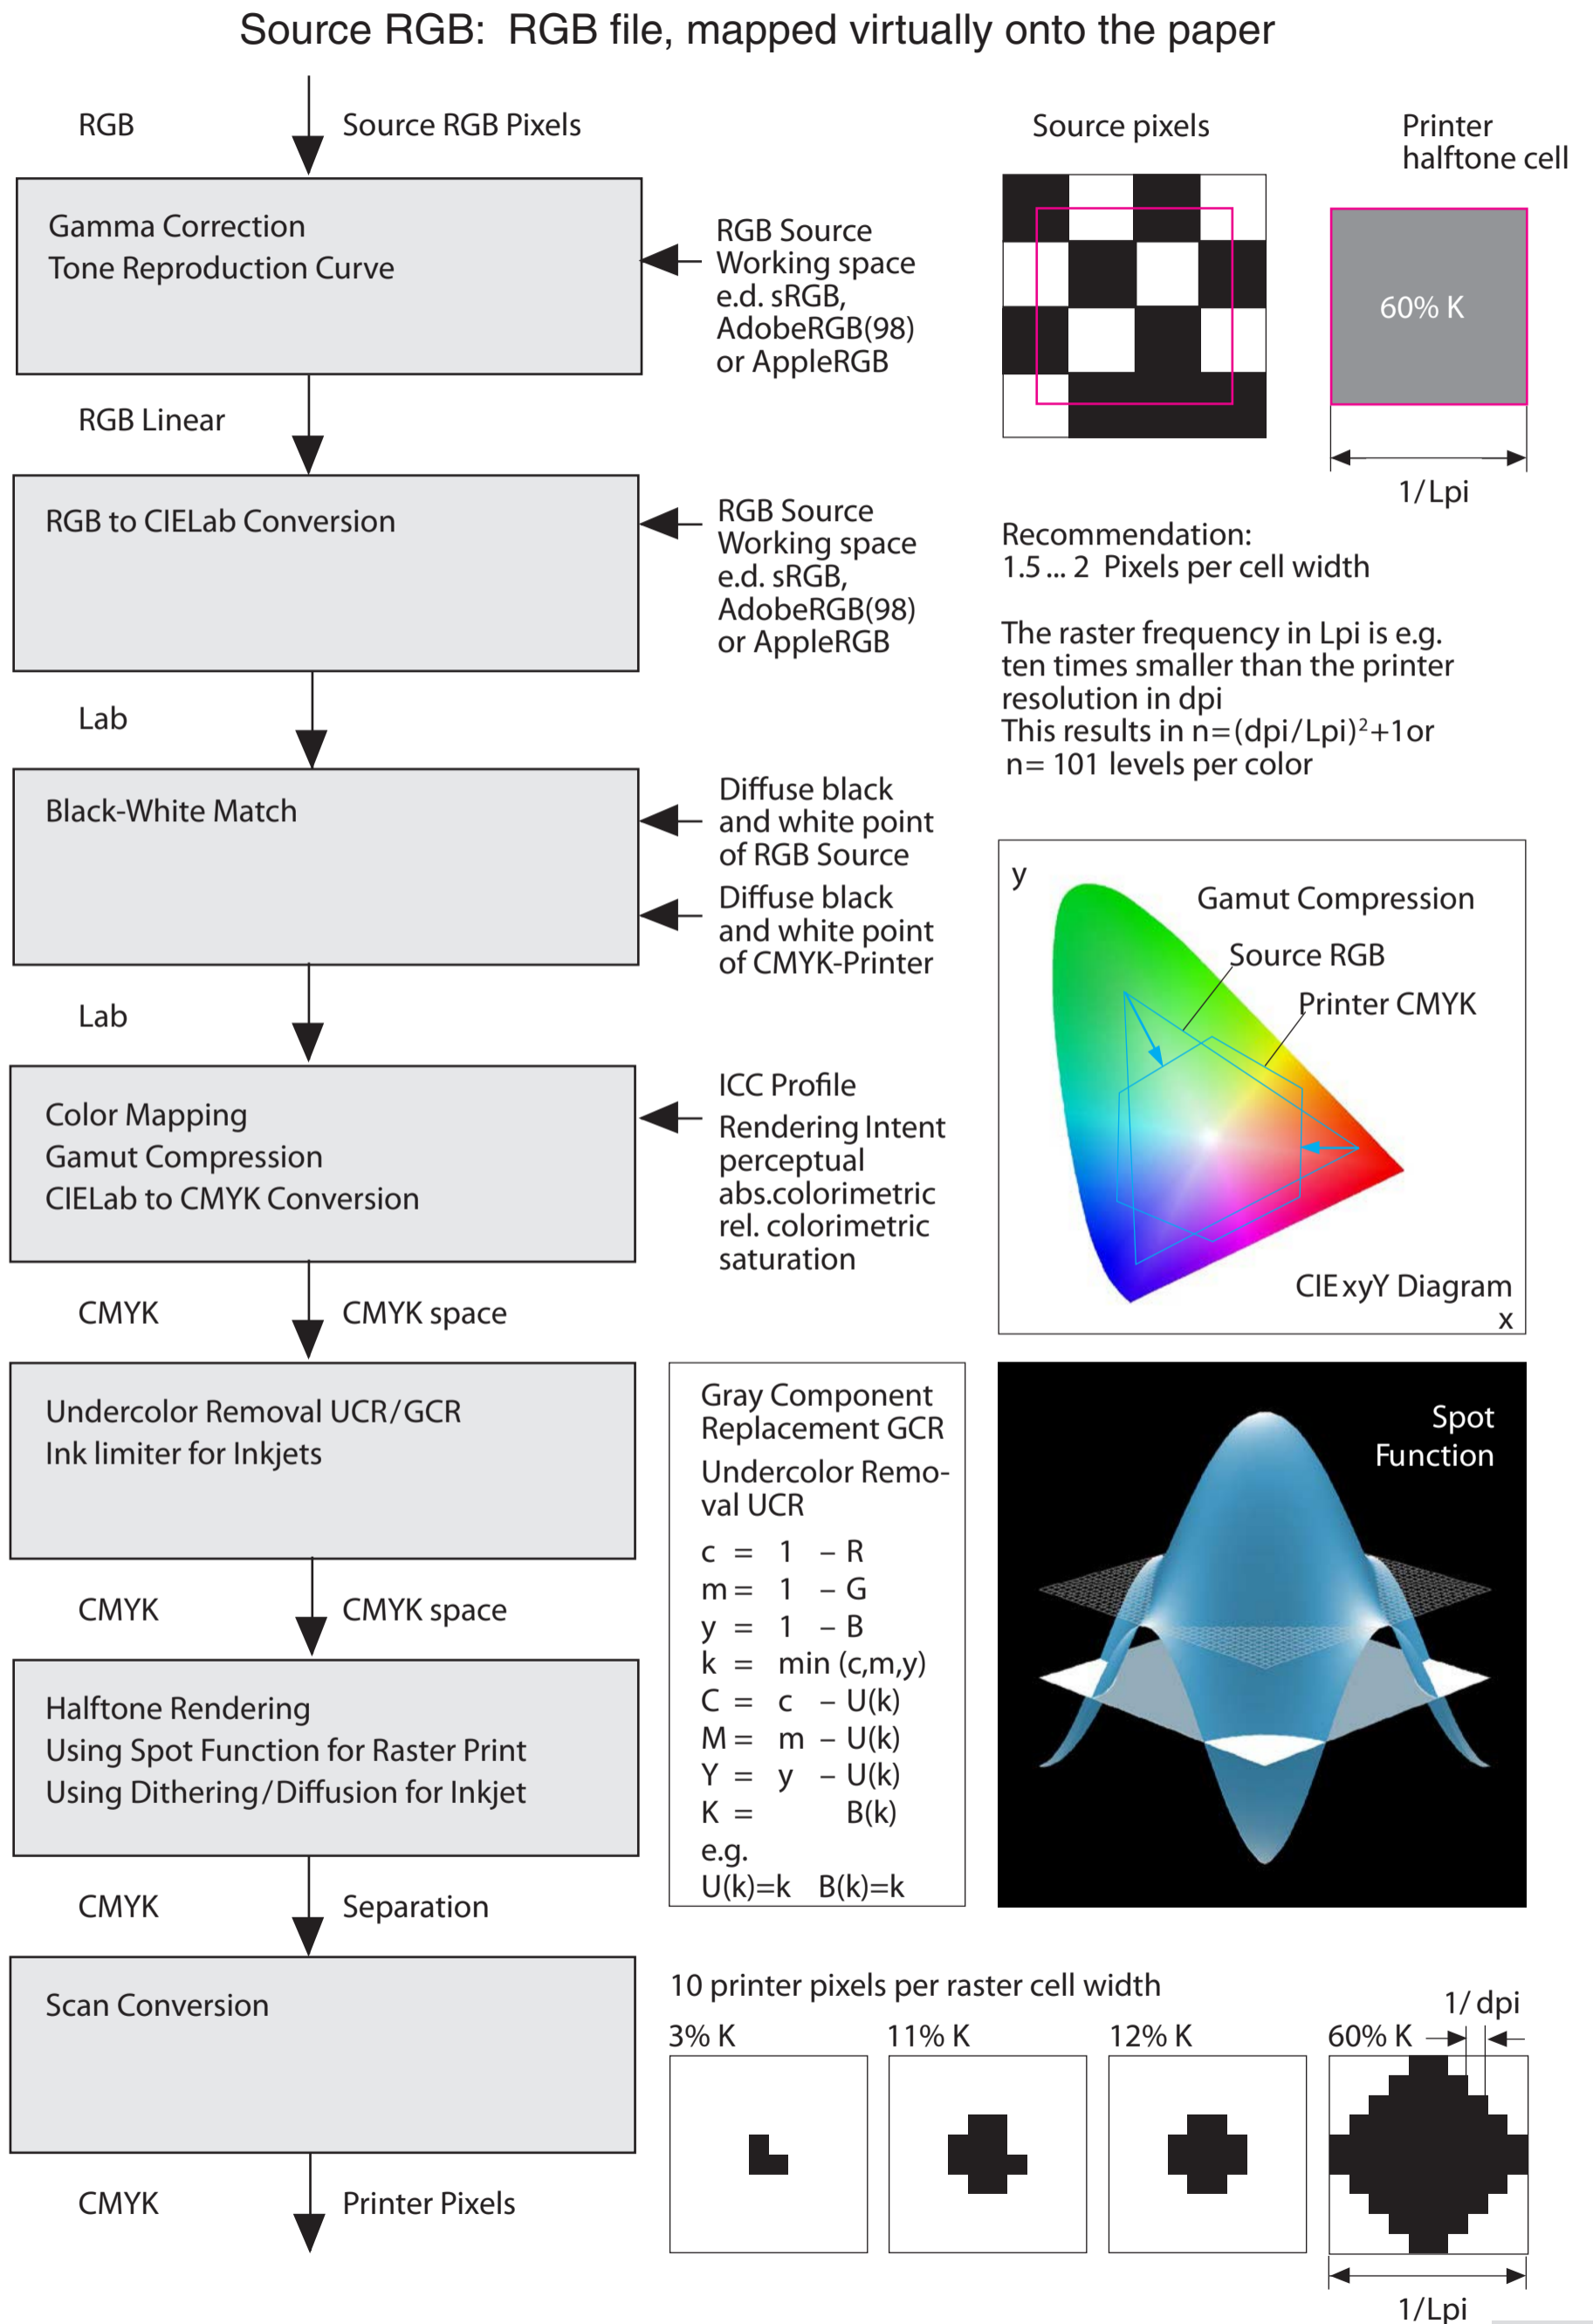 Source RGB: RGB file, mapped virtually onto the paper
RGB
Source RGB Pixels
Gamma Correction
Tone Reproduction Curve
RGB Source
Working space
e.d. sRGB,
AdobeRGB(98)
or AppleRGB
RGB Linear
RGB to CIELab Conversion
RGB Source
Working space
e.d. sRGB,
AdobeRGB(98)
or AppleRGB
Lab
Black-White Match
Diffuse black
and white point
of RGB Source
Diffuse black
and white point
of CMYK-Printer
Lab
Color Mapping
Gamut Compression
CIELab to CMYK Conversion
ICC Profile
Rendering Intent
perceptual
abs.colorimetric
rel. colorimetric
saturation
CMYK
CMYK space
Undercolor Removal UCR/GCR
Ink limiter for Inkjets
CMYK
CMYK space
Halftone Rendering
Using Spot Function for Raster Print
Using Dithering/Diffusion for Inkjet
CMYK
Separation
Scan Conversion
CMYK
Printer Pixels
Source pixels
Printer
halftone cell
60% K
1/Lpi
Recommendation:
1.5 ... 2 Pixels per cell width
The raster frequency in Lpi is e.g.
ten times smaller than the printer
resolution in dpi
This results in n=(dpi/Lpi)²+1or
n= 101 levels per color
y
Gamut Compression
Source RGB
Printer CMYK
CIE xyY Diagram
x
Gray Component
Replacement GCR
Undercolor Remo-
val UCR
c = 1 – R
m = 1 – G
y = 1 – B
k = min (c,m,y)
C = c – U(k)
M = m – U(k)
Y = y – U(k)
K = B(k)
e.g.
U(k)=k B(k)=k
Spot
Function
10 printer pixels per raster cell width
1/ dpi
3% K
11% K
12% K
60% K
1/Lpi